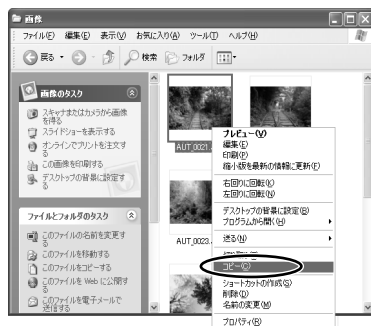 画像
ファイル(F) 編集(E) 表示(V) お気に入り(A) ツール(T) ヘルプ(H)
戻る 検索 フォルダ
画像のタスク
スキャナまたはカメラから画像
を得る
スライドショーを表示する
オンラインでプリントを注文す
る
この画像を印刷する
デスクトップの背景に設定す
る
ファイルとフォルダのタスク
このファイルの名前を変更す
る
このファイルを移動する
このファイルをコピーする
このファイルを Web に公開す
る
このファイルを電子メールで
送信する
AUT_0021.
AUT_0023.
プレビュー(V)
編集(E)
印刷(P)
縮小版を最新の情報に更新(F)
右回りに回転(K)
左回りに回転(N)
デスクトップの背景に設定(B)
プログラムから開く(H)
送る(N)
コピー(C)
ショートカットの作成(S)
削除(D)
名前の変更(M)
プロパティ(R)